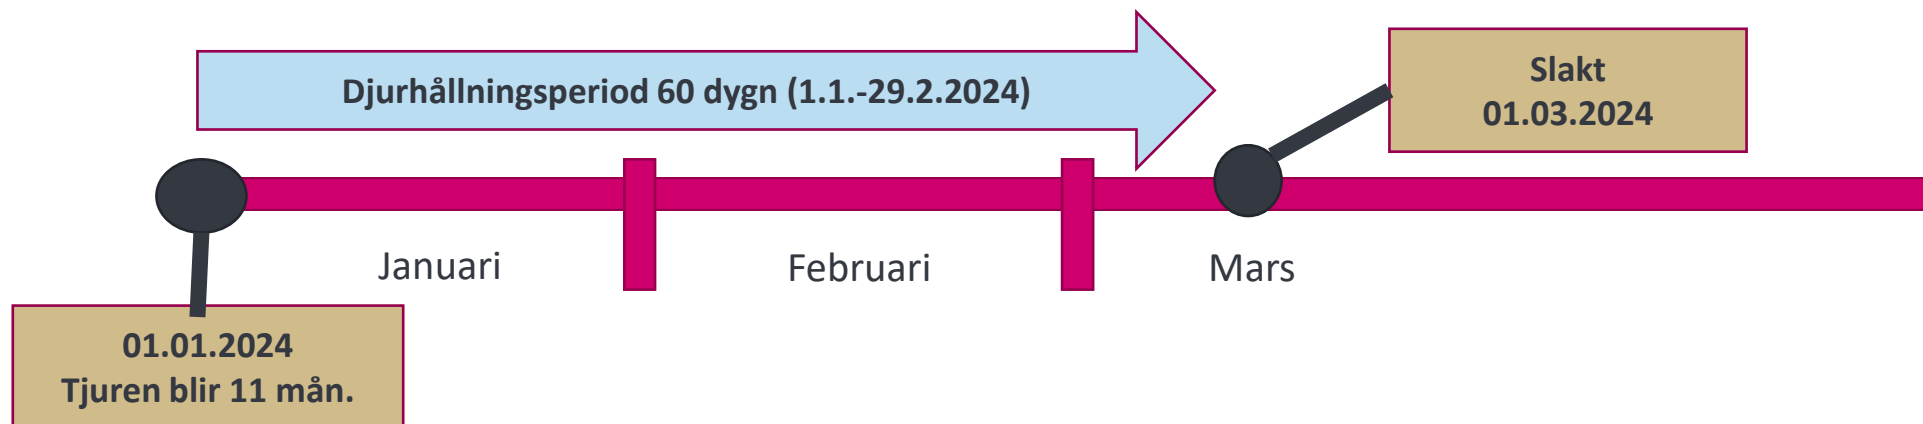 Djurhållningsperiod 60 dygn (1.1.-29.2.2024)
Slakt
01.03.2024
Januari
Februari
Mars
01.01.2024
Tjuren blir 11 mån.